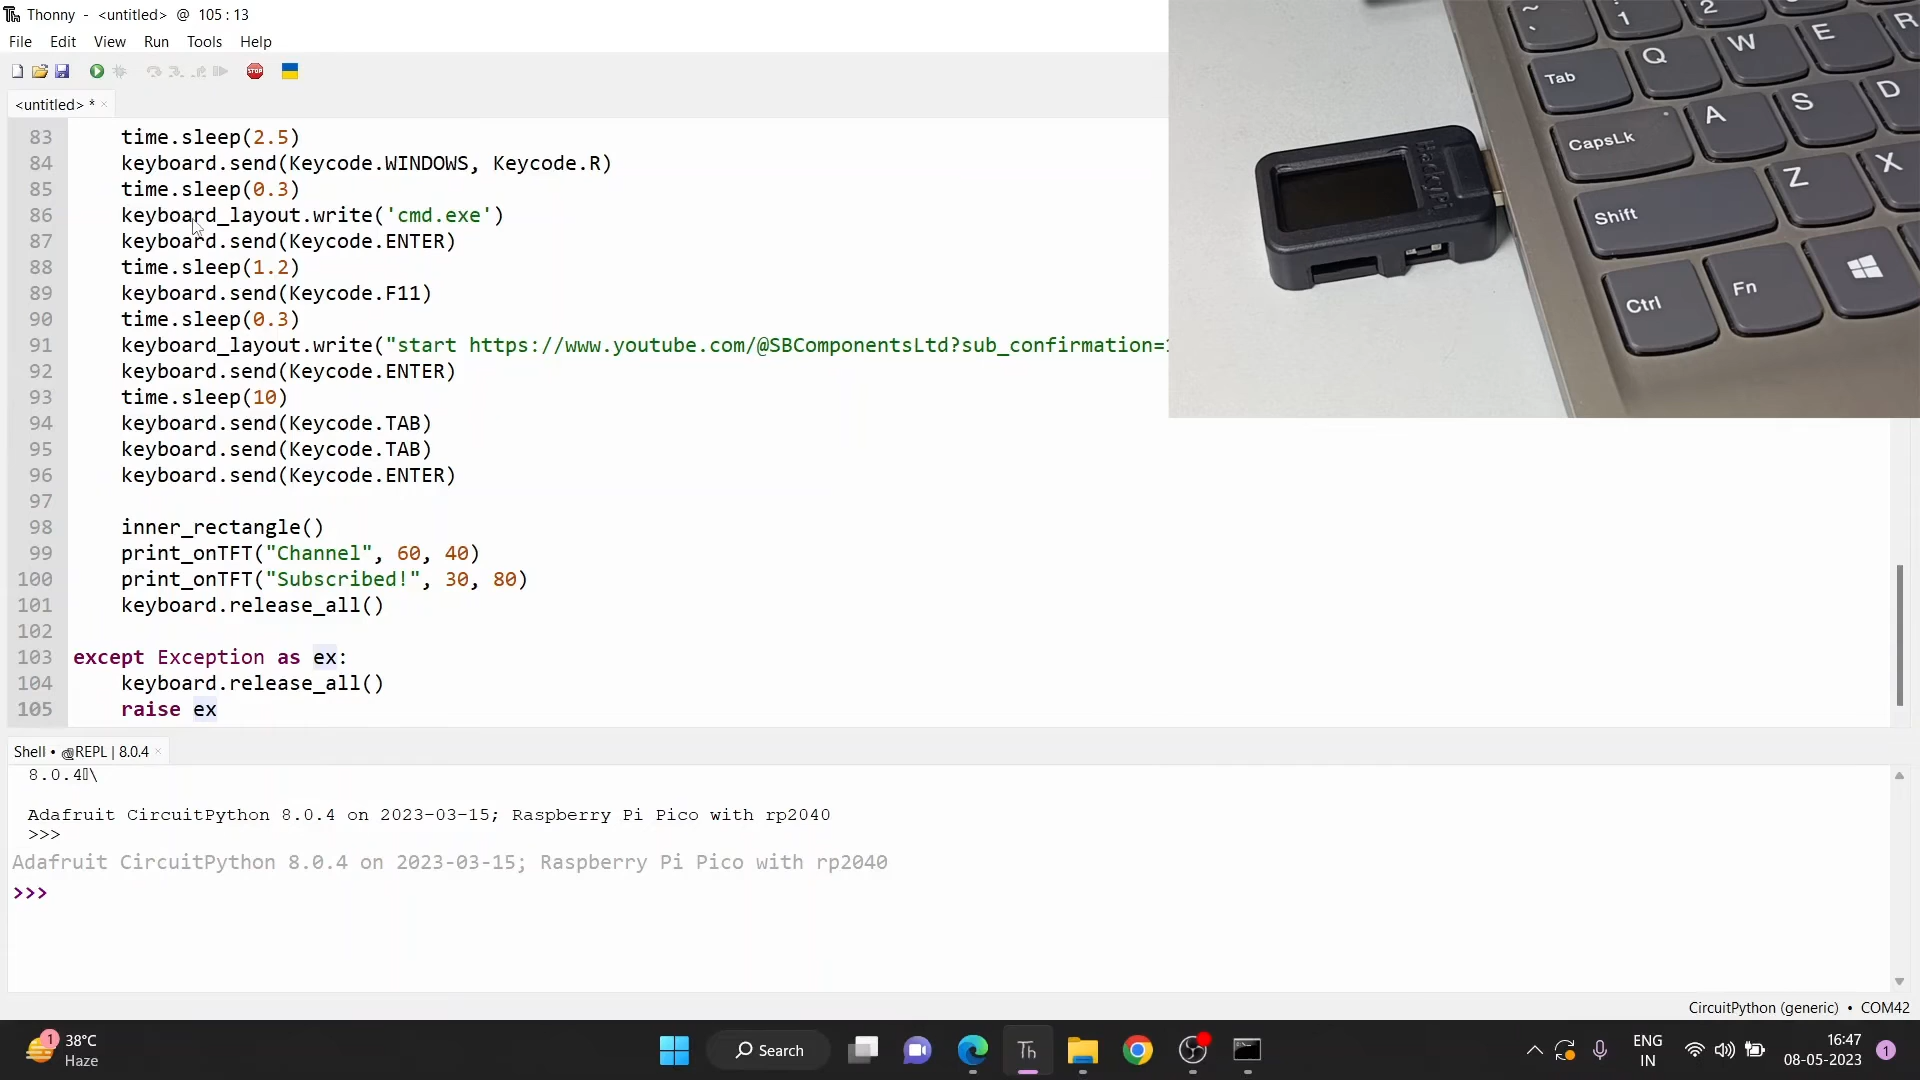 Thonny - <untitled> @ 105 : 13
File Edit View Run Tools Help
<untitled> *
83 time.sleep(2.5)
84 keyboard.send(Keycode.WINDOWS, Keycode.R)
85 time.sleep(0.3)
86 keyboard_layout.write('cmd.exe')
87 keyboard.send(Keycode.ENTER)
88 time.sleep(1.2)
89 keyboard.send(Keycode.F11)
90 time.sleep(0.3)
91 keyboard_layout.write("start https://www.youtube.com/@SBComponentsLtd?sub_confirmation=1
92 keyboard.send(Keycode.ENTER)
93 time.sleep(10)
94 keyboard.send(Keycode.TAB)
95 keyboard.send(Keycode.TAB)
96 keyboard.send(Keycode.ENTER)
97
98 inner_rectangle()
99 print_onTFT("Channel", 60, 40)
100 print_onTFT("Subscribed!", 30, 80)
101 keyboard.release_all()
102
103 except Exception as ex:
104 keyboard.release_all()
105 raise ex
~ `
1
2
Tab
Q
W
E
R
CapsLk
A
S
D
Shift
Z
X
Ctrl
Fn
HackyPi
Shell • @REPL | 8.0.4
8.0.4\
Adafruit CircuitPython 8.0.4 on 2023-03-15; Raspberry Pi Pico with rp2040
>>>
Adafruit CircuitPython 8.0.4 on 2023-03-15; Raspberry Pi Pico with rp2040
>>>
CircuitPython (generic) • COM42
1
38°C
Haze
Search
Th
ENG
IN
16:47
08-05-2023
1